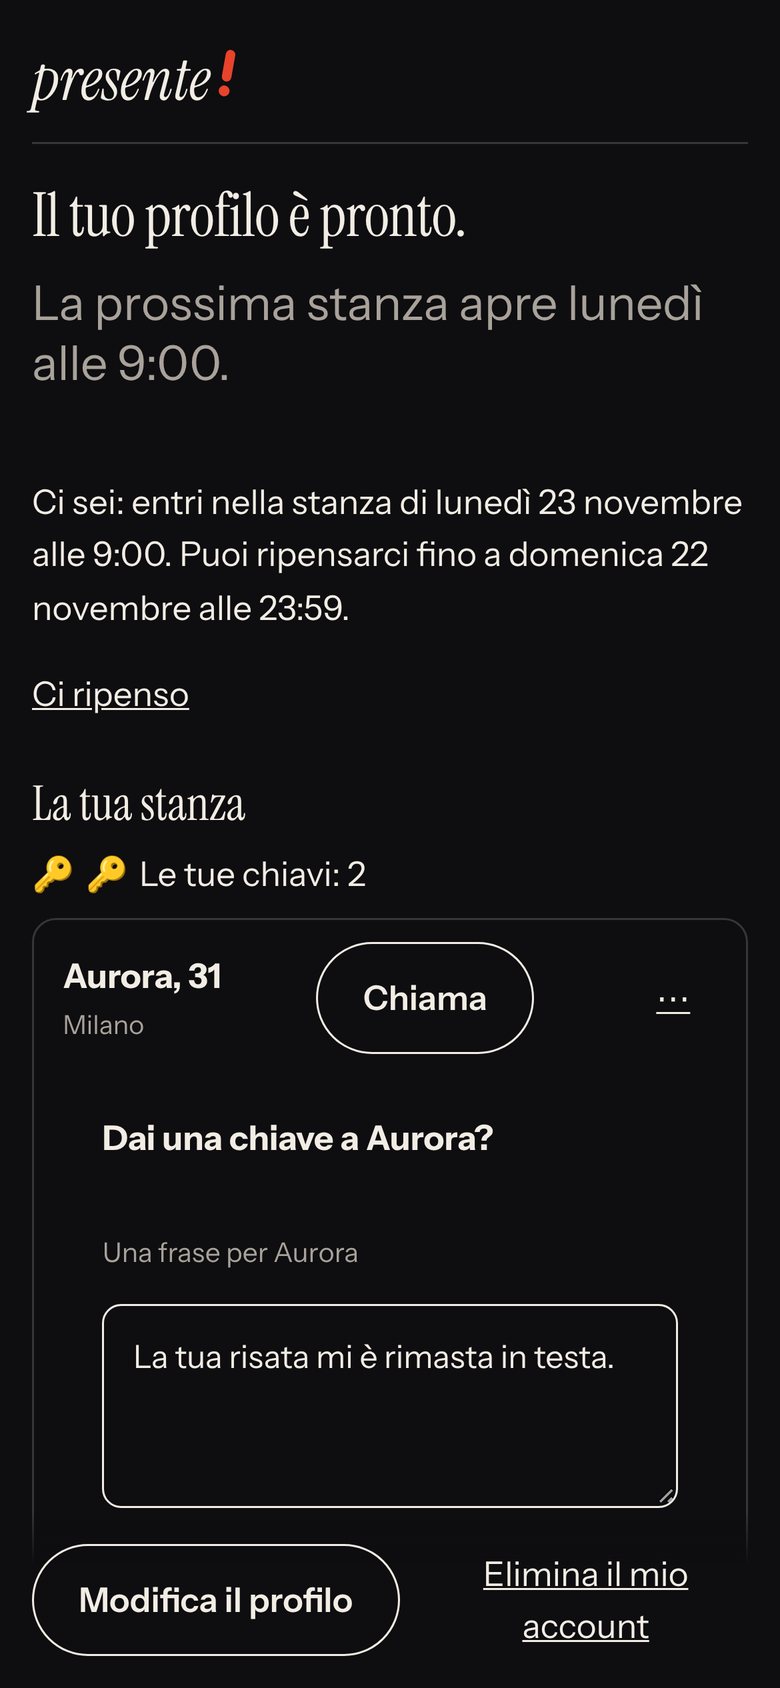 presente!
Il tuo profilo è pronto.
La prossima stanza apre lunedì
alle 9:00.
Ci sei: entri nella stanza di lunedì 23 novembre
alle 9:00. Puoi ripensarci fino a domenica 22
novembre alle 23:59.
Ci ripenso
La tua stanza
🔑 🔑 Le tue chiavi: 2
Aurora, 31
Milano
Chiama
...
Dai una chiave a Aurora?
Una frase per Aurora
La tua risata mi è rimasta in testa.
Modifica il profilo
Elimina il mio
account